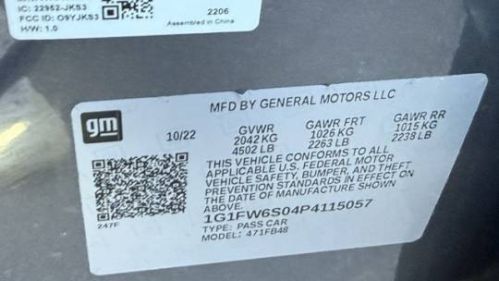 IC: 22952-JKS3
FCC ID: O9YJKS3
H/W: 1.0
2206
Assembled in China
gm
MFD BY GENERAL MOTORS LLC
10/22 GVWR GAWR FRT GAWR RR
2042 KG 1026 KG 1015 KG
4502 LB 2263 LB 2238 LB
THIS VEHICLE CONFORMS TO ALL
APPLICABLE U.S. FEDERAL MOTOR
VEHICLE SAFETY, BUMPER, AND THEFT
PREVENTION STANDARDS IN EFFECT ON
THE DATE OF MANUFACTURE SHOWN
ABOVE.
1G1FW6S04P4115057
TYPE: PASS CAR
MODEL: 471FB48
247F